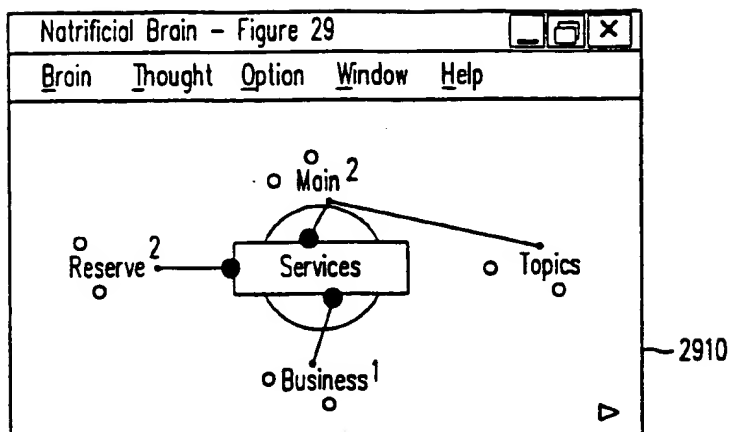 Natrificial Brain – Figure 29
Brain Thought Option Window Help
Main 2
Reserve 2 Services Topics
2910
Business 1